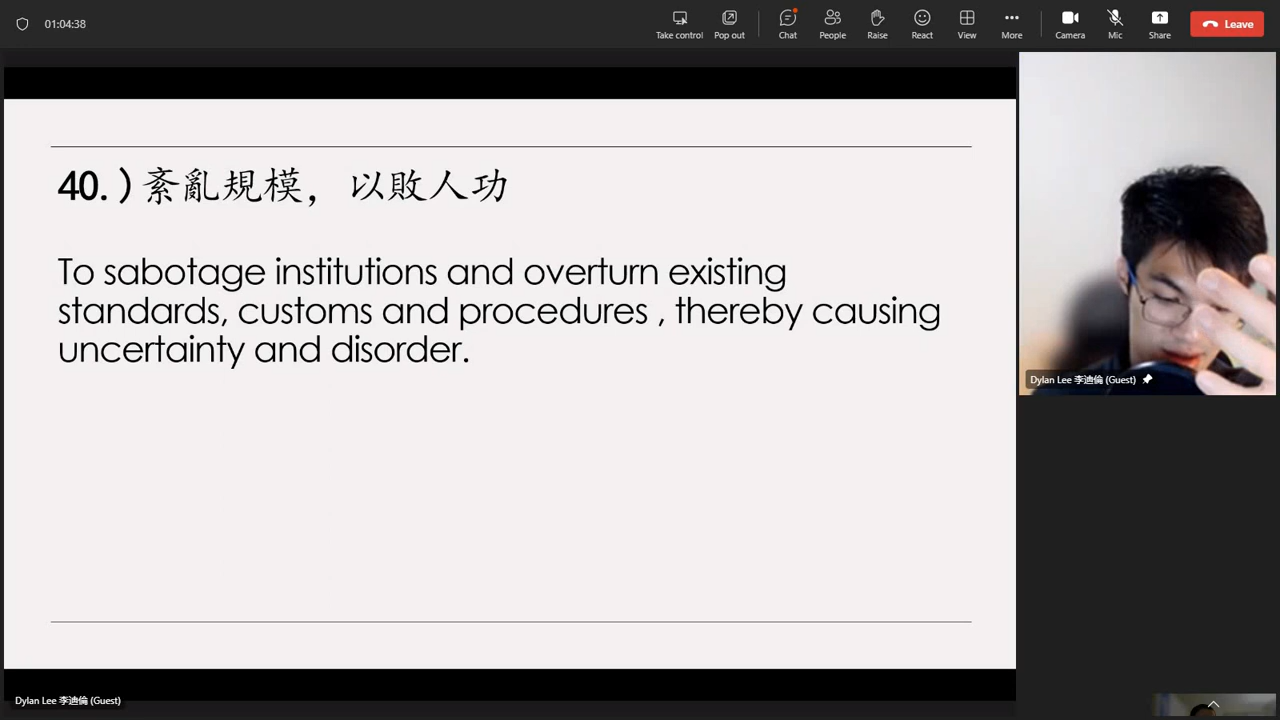 01:04:38
Take control
Pop out
Chat
People
Raise
React
View
More
Camera
Mic
Share
Leave
40.) 紊亂規模，以敗人功
To sabotage institutions and overturn existing
standards, customs and procedures , thereby causing
uncertainty and disorder.
Dylan Lee 李迪倫 (Guest)
Dylan Lee 李迪倫 (Guest)